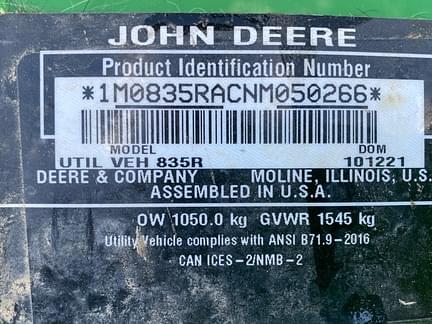 JOHN DEERE
Product Identification Number
*1M0835RACNM050266*
MODEL DOM
UTIL VEH 835R 101221
DEERE & COMPANY MOLINE, ILLINOIS, U.S.
ASSEMBLED IN U.S.A.
OW 1050.0 kg GVWR 1545 kg
Utility Vehicle complies with ANSI B71.9-2016
CAN ICES-2/NMB-2